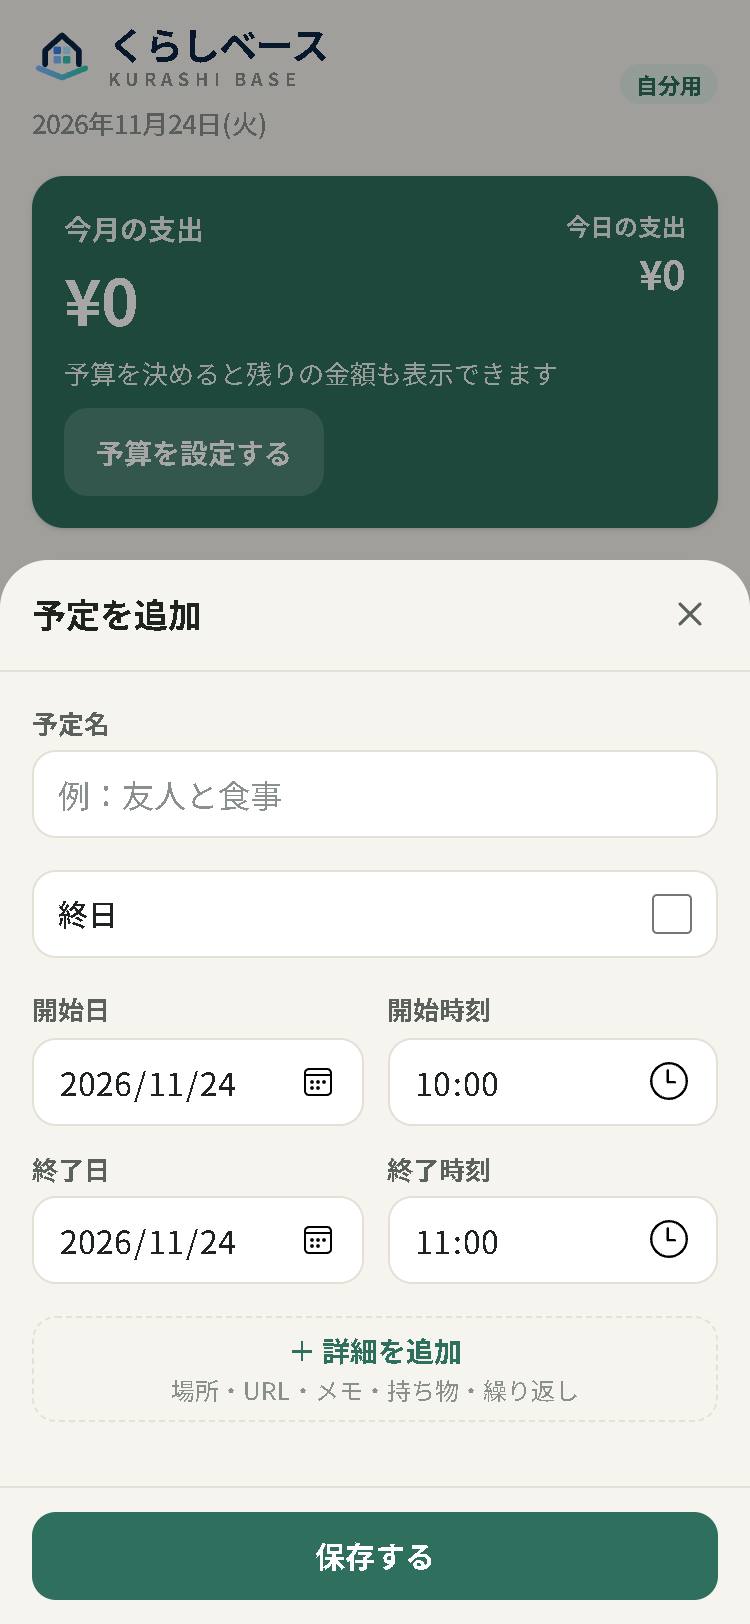 くらしベース
KURASHI BASE
自分用
2026年11月24日(火)
今月の支出
今日の支出
¥0
¥0
予算を決めると残りの金額も表示できます
予算を設定する
予定を追加
予定名
例：友人と食事
終日
開始日
開始時刻
2026/11/24
10:00
終了日
終了時刻
2026/11/24
11:00
＋ 詳細を追加
場所・URL・メモ・持ち物・繰り返し
保存する